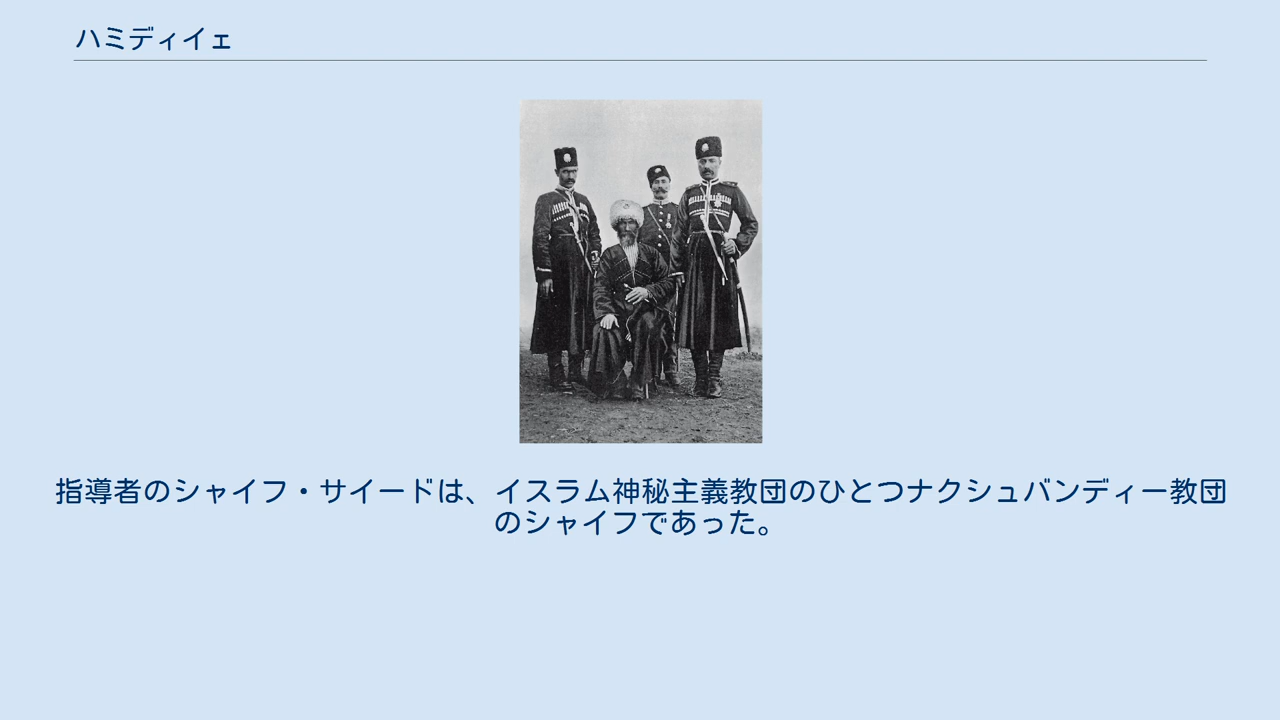 ハミディイェ
指導者のシャイフ・サイードは、イスラム神秘主義教団のひとつナクシュバンディー教団
のシャイフであった。